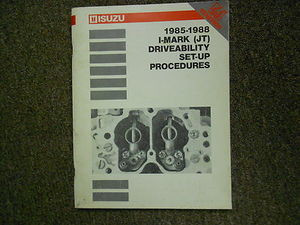 ISUZU
1985-1988
I-MARK (JT)
DRIVEABILITY
SET-UP
PROCEDURES